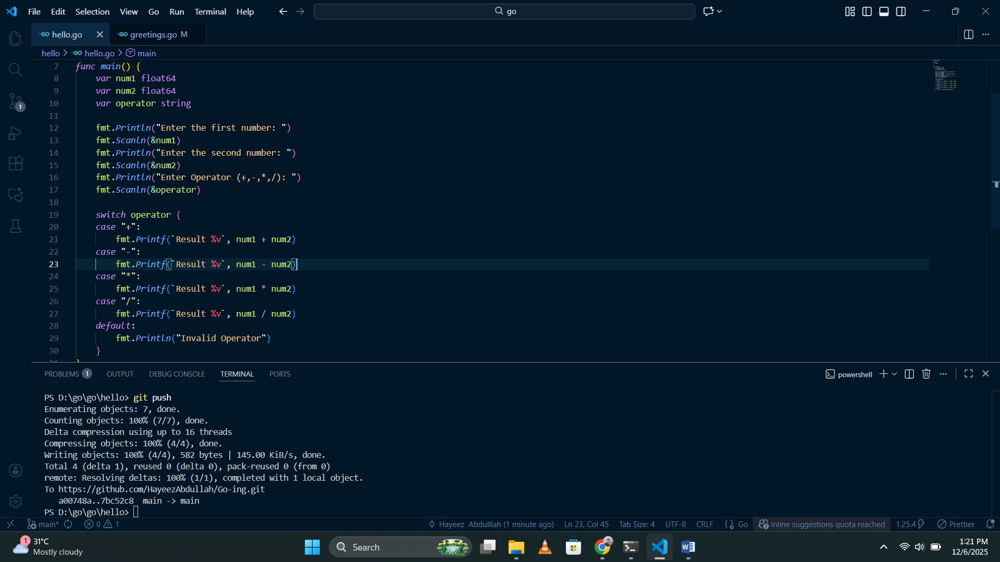 File Edit Selection View Go Run Terminal Help
go
hello.go
greetings.go M
hello > hello.go > main
7 func main() {
8 var num1 float64
9 var num2 float64
10 var operator string
11
12 fmt.Println("Enter the first number: ")
13 fmt.Scanln(&num1)
14 fmt.Println("Enter the second number: ")
15 fmt.Scanln(&num2)
16 fmt.Println("Enter Operator (+,-,*,/): ")
17 fmt.Scanln(&operator)
18
19 switch operator {
20 case "+":
21 fmt.Printf(`Result %v`, num1 + num2)
22 case "-":
23 fmt.Printf(`Result %v`, num1 - num2)
24 case "*":
25 fmt.Printf(`Result %v`, num1 * num2)
26 case "/":
27 fmt.Printf(`Result %v`, num1 / num2)
28 default:
29 fmt.Println("Invalid Operator")
30 }
31 }
1
PROBLEMS 1 OUTPUT DEBUG CONSOLE TERMINAL PORTS
powershell
PS D:\go\go\hello> git push
Enumerating objects: 7, done.
Counting objects: 100% (7/7), done.
Delta compression using up to 16 threads
Compressing objects: 100% (4/4), done.
Writing objects: 100% (4/4), 582 bytes | 145.00 KiB/s, done.
Total 4 (delta 1), reused 0 (delta 0), pack-reused 0 (from 0)
remote: Resolving deltas: 100% (1/1), completed with 1 local object.
To https://github.com/HayeezAbdullah/Go-ing.git
a00748a..7bc52c8 main -> main
PS D:\go\go\hello>
main* 0 1 Hayeez Abdulllah (1 minute ago) Ln 23, Col 45 Tab Size: 4 UTF-8 CRLF {} Go Inline suggestions quota reached 1.25.4 Prettier
1 31°C
Mostly cloudy
Search
1:21 PM
12/6/2025